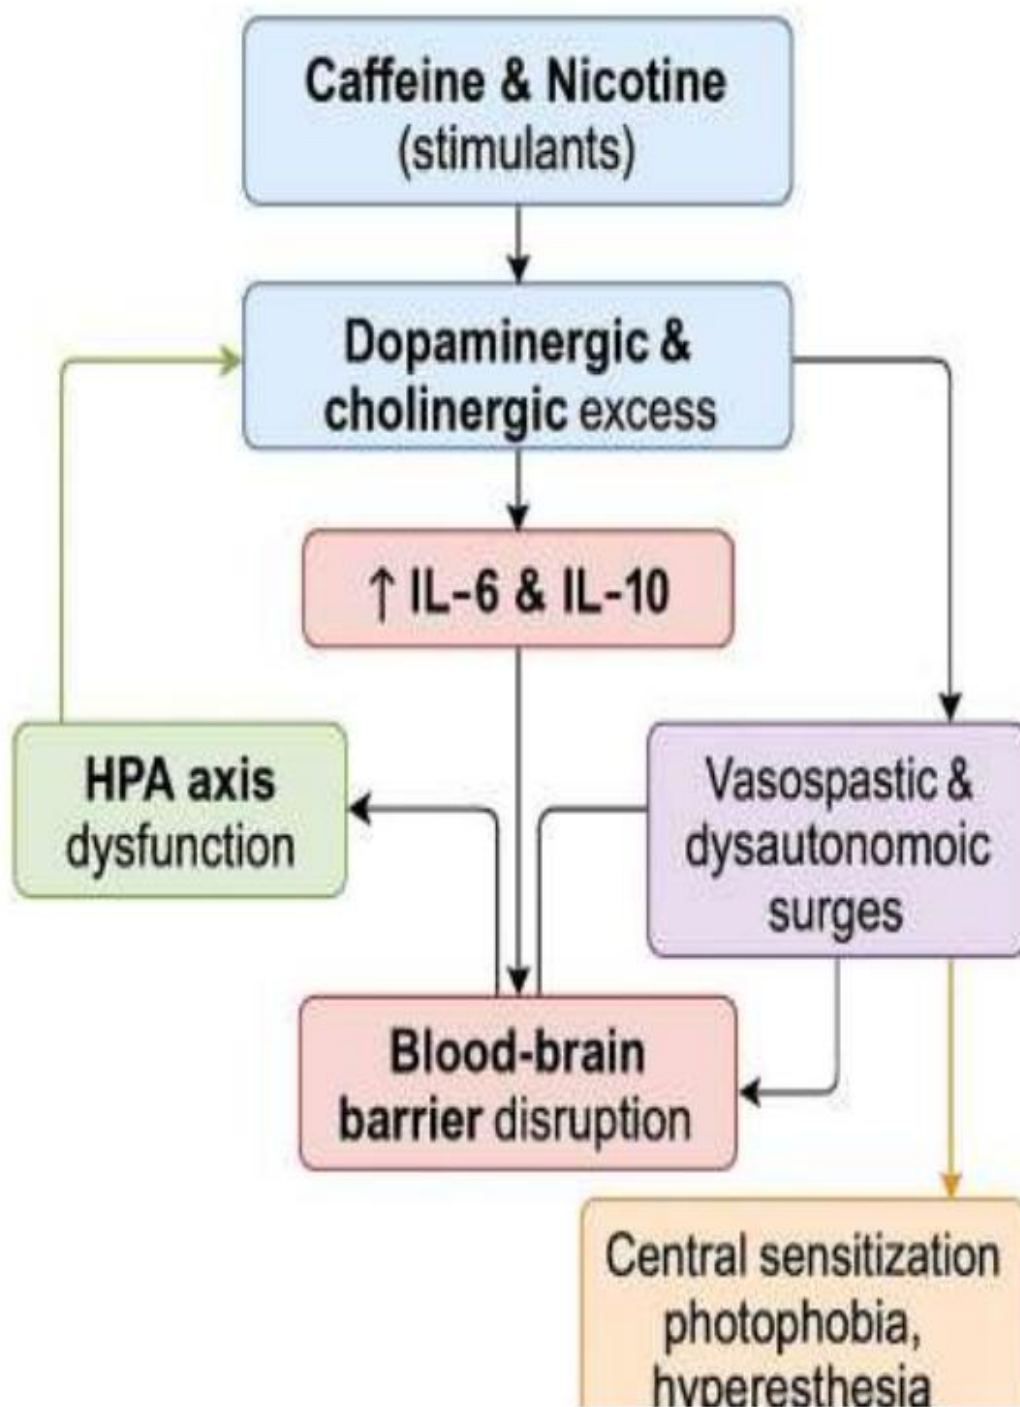 Caffeine & Nicotine
(stimulants)
Dopaminergic &
cholinergic excess
↑ IL-6 & IL-10
HPA axis
dysfunction
Vasospastic &
dysautonomoic
surges
Blood-brain
barrier disruption
Central sensitization
photophobia,
hyperesthesia